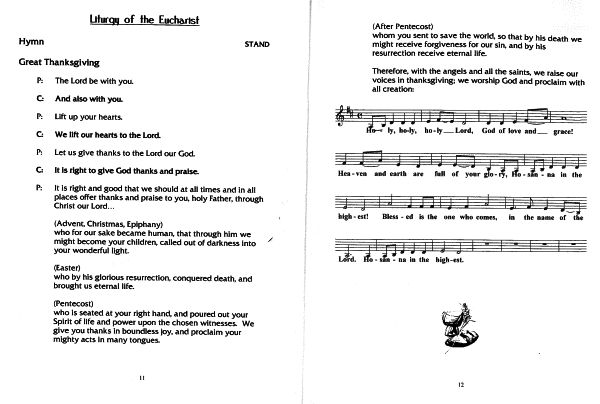 Liturgy of the Eucharist
Hymn STAND
Great Thanksgiving
P: The Lord be with you.
C: And also with you.
P: Lift up your hearts.
C: We lift our hearts to the Lord.
P: Let us give thanks to the Lord our God.
C: It is right to give God thanks and praise.
P: It is right and good that we should at all times and in all
places offer thanks and praise to you, holy Father, through
Christ our Lord...
(Advent, Christmas, Epiphany)
who for our sake became human, that through him we
might become your children, called out of darkness into
your wonderful light.
(Easter)
who by his glorious resurrection, conquered death, and
brought us eternal life.
(Pentecost)
who is seated at your right hand, and poured out your
Spirit of life and power upon the chosen witnesses. We
give you thanks in boundless joy, and proclaim your
mighty acts in many tongues.
11
(After Pentecost)
whom you sent to save the world, so that by his death we
might receive forgiveness for our sin, and by his
resurrection receive eternal life.
Therefore, with the angels and all the saints, we raise our
voices in thanksgiving; we worship God and proclaim with
all creation:
Ho - ly, ho-ly, ho-ly Lord, God of love and grace!
Hea-ven and earth are full of your glo-ry, Ho-san-na in the
high-est! Bless-ed is the one who comes, in the name of the
Lord. Ho-san-na in the high-est.
12